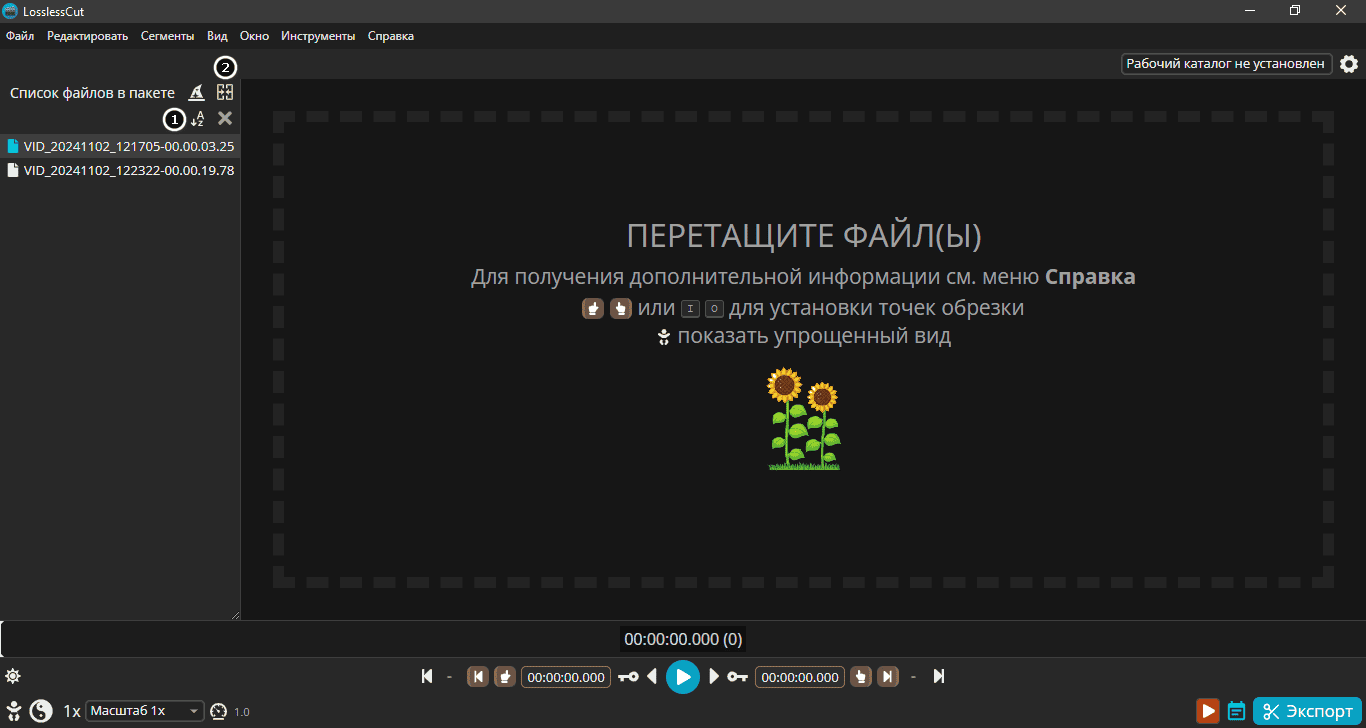 LosslessCut
Файл Редактировать Сегменты Вид Окно Инструменты Справка
2
Рабочий каталог не установлен
Список файлов в пакете
1 A Z
VID_20241102_121705-00.00.03.25
VID_20241102_122322-00.00.19.78
ПЕРЕТАЩИТЕ ФАЙЛ(Ы)
Для получения дополнительной информации см. меню Справка
или I O для установки точек обрезки
показать упрощенный вид
00:00:00.000 (0)
- 00:00:00.000 00:00:00.000 -
1x Масштаб 1x 1.0
Экспорт